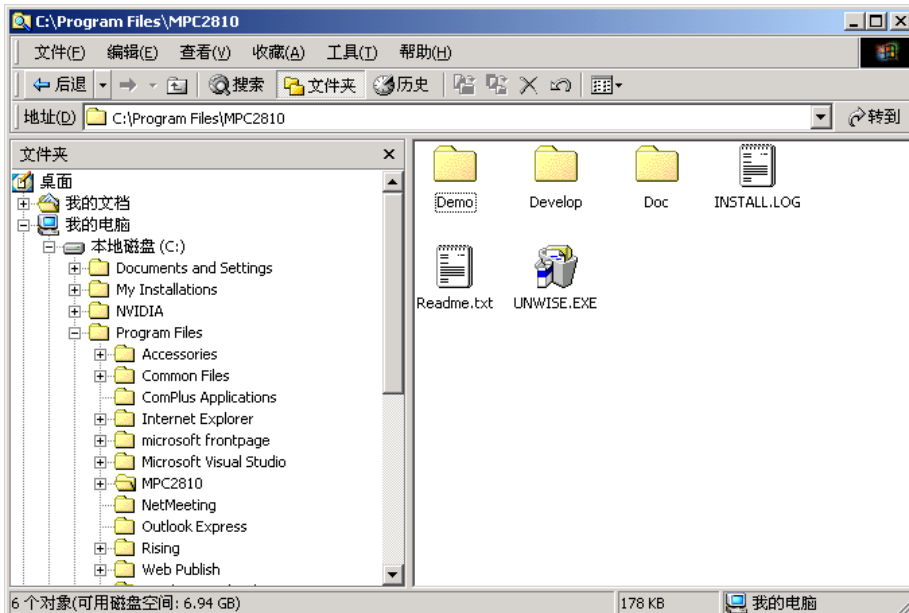 C:\Program Files\MPC2810
文件(F) 编辑(E) 查看(V) 收藏(A) 工具(T) 帮助(H)
后退 搜索 文件夹 历史
地址(D) C:\Program Files\MPC2810 转到
文件夹
桌面
我的文档
我的电脑
本地磁盘 (C:)
Documents and Settings
My Installations
NVIDIA
Program Files
Accessories
Common Files
ComPlus Applications
Internet Explorer
microsoft frontpage
Microsoft Visual Studio
MPC2810
NetMeeting
Outlook Express
Rising
Web Publish
Demo Develop Doc INSTALL.LOG
Readme.txt UNWISE.EXE
6 个对象(可用磁盘空间: 6.94 GB) 178 KB 我的电脑